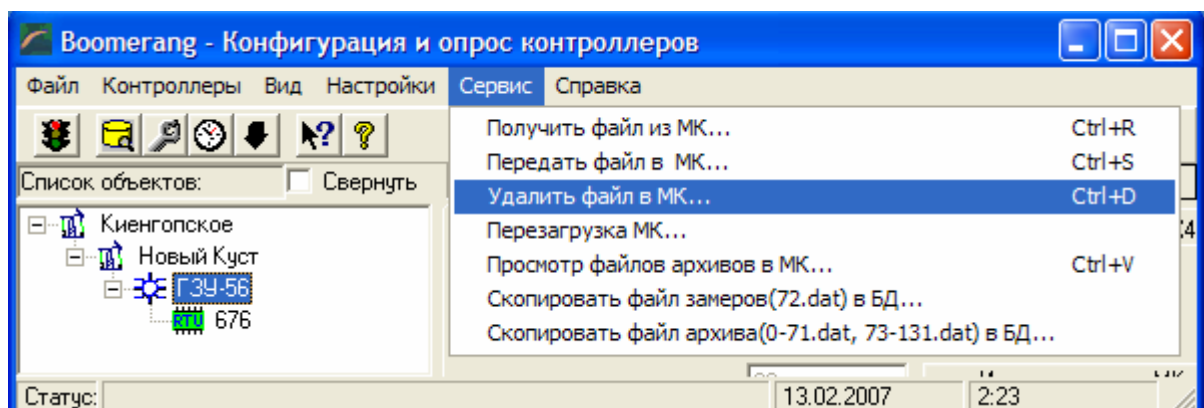 Boomerang - Конфигурация и опрос контроллеров
Файл Контроллеры Вид Настройки Сервис Справка
Получить файл из МК... Ctrl+R
Передать файл в МК... Ctrl+S
Список объектов: Свернуть
Удалить файл в МК... Ctrl+D
Киенгопское
Перезагрузка МК...
Новый Куст
Просмотр файлов архивов в МК... Ctrl+V
ГЗУ-56
Скопировать файл замеров(72.dat) в БД...
RTU 676
Скопировать файл архива(0-71.dat, 73-131.dat) в БД...
Статус: 13.02.2007 2:23